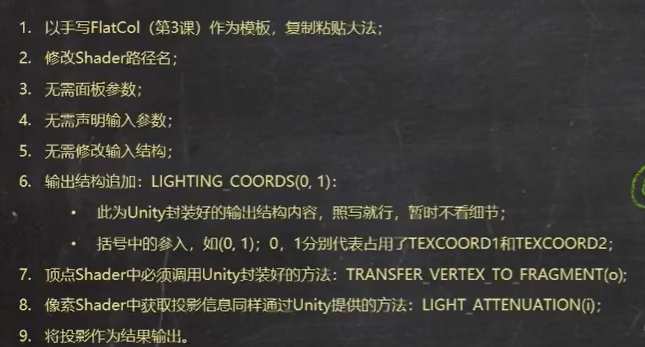 1. 以手写FlatCol（第3课）作为模板，复制粘贴大法；
2. 修改Shader路径名；
3. 无需面板参数；
4. 无需声明输入参数；
5. 无需修改输入结构；
6. 输出结构追加：LIGHTING_COORDS(0, 1)：
• 此为Unity封装好的输出结构内容，照写就行，暂时不看细节；
• 括号中的参入，如(0, 1)；0，1分别代表占用了TEXCOORD1和TEXCOORD2；
7. 顶点Shader中必须调用Unity封装好的方法：TRANSFER_VERTEX_TO_FRAGMENT(o);
8. 像素Shader中获取投影信息同样通过Unity提供的方法：LIGHT_ATTENUATION(i);
9. 将投影作为结果输出。